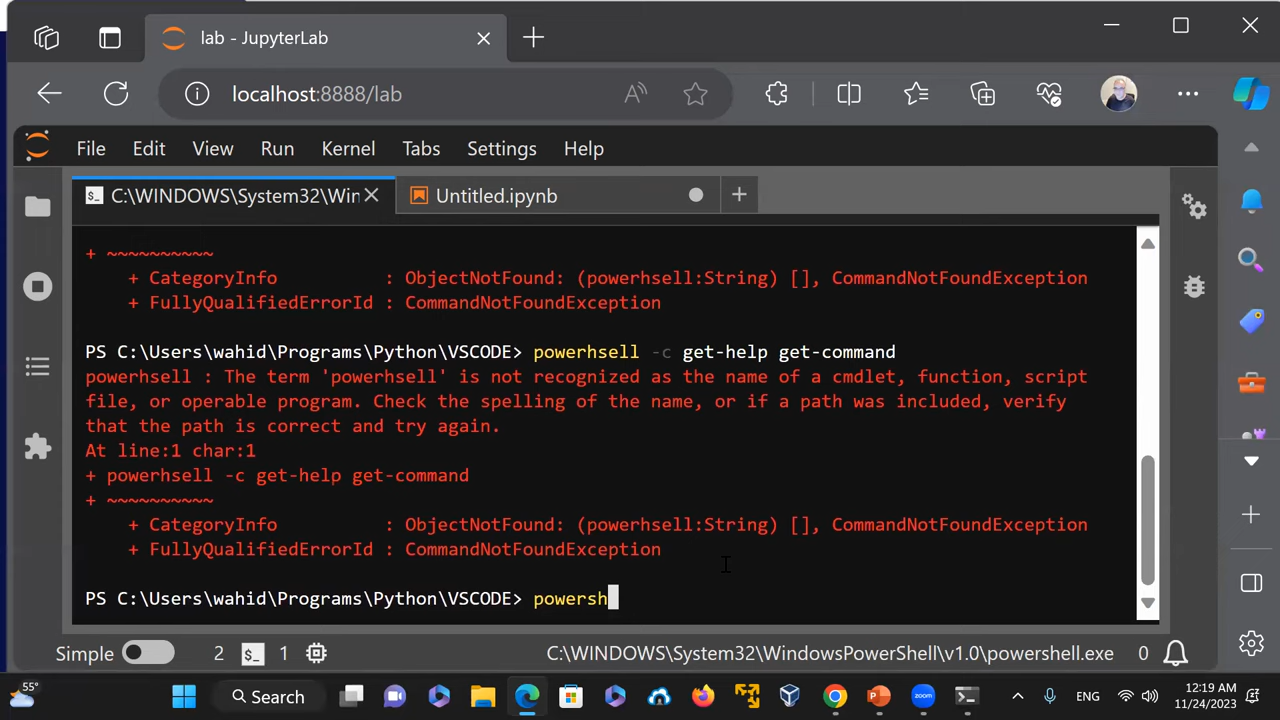 lab - JupyterLab
localhost:8888/lab
File Edit View Run Kernel Tabs Settings Help
C:\WINDOWS\System32\Win
Untitled.ipynb
+ ~~~~~~~~~~
+ CategoryInfo : ObjectNotFound: (powerhsell:String) [], CommandNotFoundException
+ FullyQualifiedErrorId : CommandNotFoundException
PS C:\Users\wahid\Programs\Python\VSCODE> powerhsell -c get-help get-command
powerhsell : The term 'powerhsell' is not recognized as the name of a cmdlet, function, script
file, or operable program. Check the spelling of the name, or if a path was included, verify
that the path is correct and try again.
At line:1 char:1
+ powerhsell -c get-help get-command
+ ~~~~~~~~~~
+ CategoryInfo : ObjectNotFound: (powerhsell:String) [], CommandNotFoundException
+ FullyQualifiedErrorId : CommandNotFoundException
PS C:\Users\wahid\Programs\Python\VSCODE> powersh
Simple 2 $_ 1 C:\WINDOWS\System32\WindowsPowerShell\v1.0\powershell.exe 0
55° Search zoom ENG 12:19 AM
11/24/2023